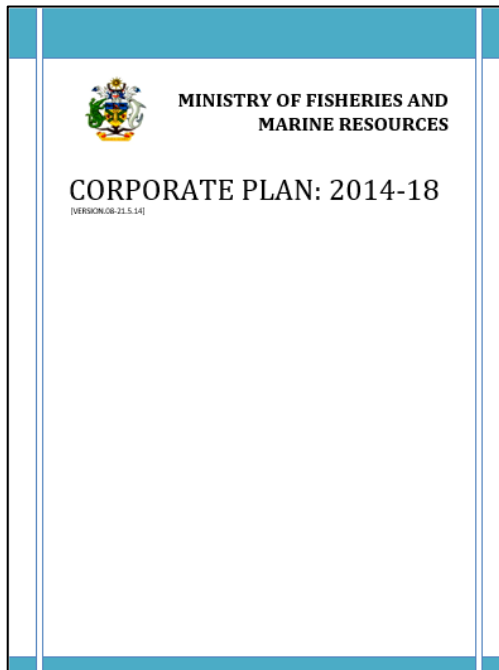 MINISTRY OF FISHERIES AND
MARINE RESOURCES
CORPORATE PLAN: 2014-18
[VERSION.08-21.5.14]